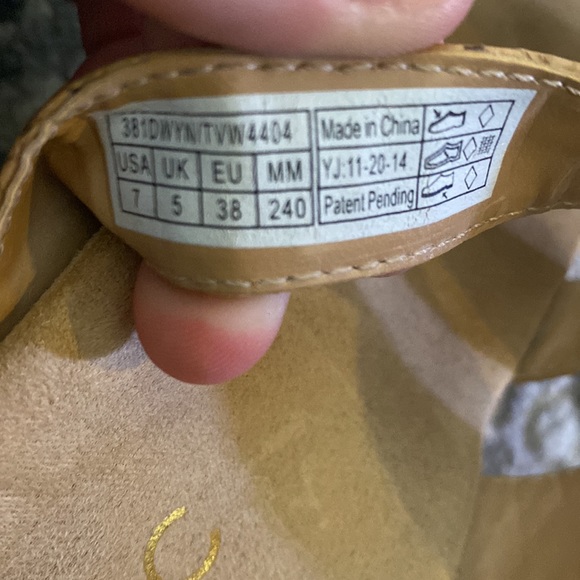 381DWYN/TVW4404
USA UK EU MM
7 5 38 240
Made in China
YJ:11-20-14
Patent Pending